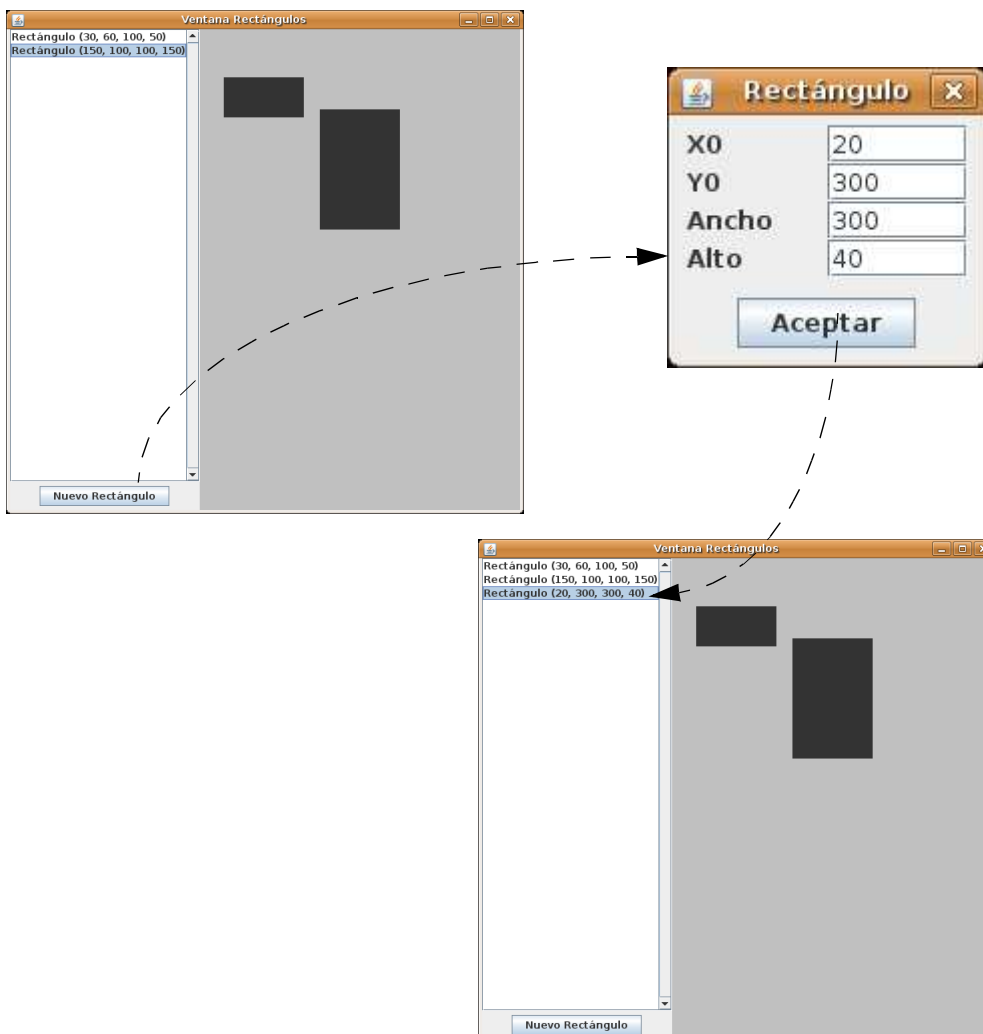 Ventana Rectángulos
Rectángulo (30, 60, 100, 50)
Rectángulo (150, 100, 100, 150)
Nuevo Rectángulo
Rectángulo
X0 20
Y0 300
Ancho 300
Alto 40
Aceptar
Ventana Rectángulos
Rectángulo (30, 60, 100, 50)
Rectángulo (150, 100, 100, 150)
Rectángulo (20, 300, 300, 40)
Nuevo Rectángulo